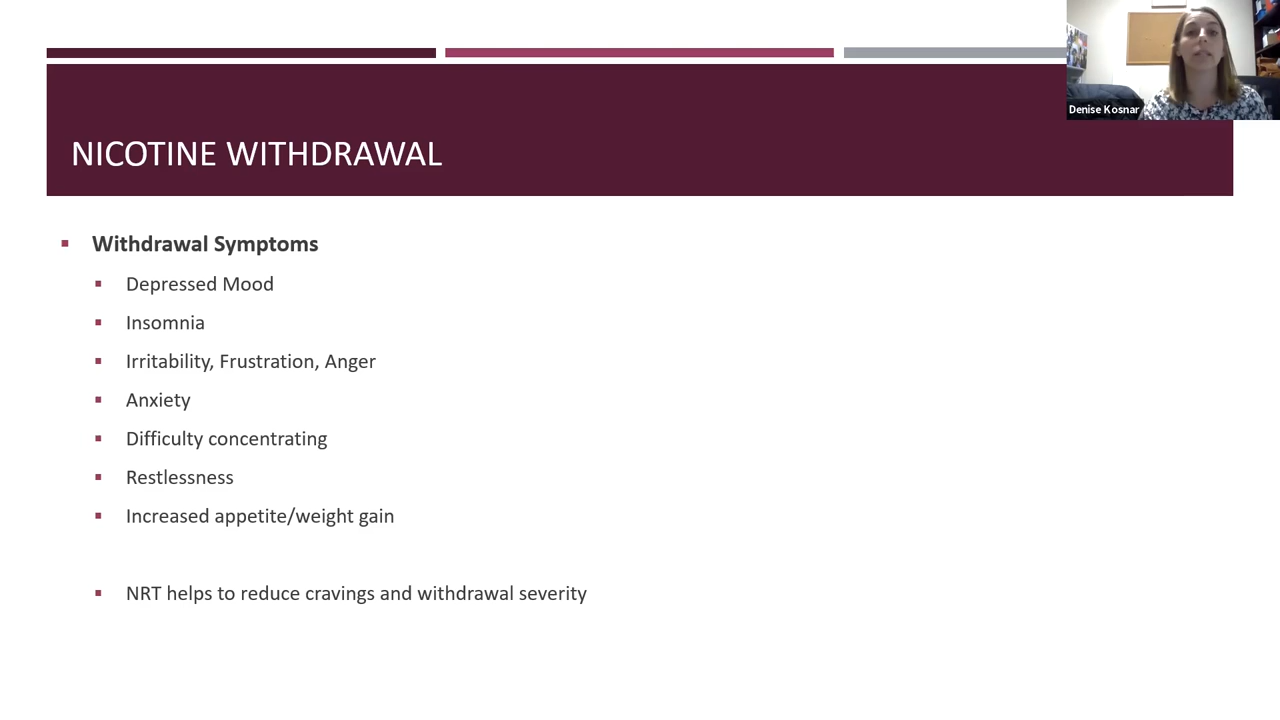 Denise Kosnar
NICOTINE WITHDRAWAL
Withdrawal Symptoms
Depressed Mood
Insomnia
Irritability, Frustration, Anger
Anxiety
Difficulty concentrating
Restlessness
Increased appetite/weight gain
NRT helps to reduce cravings and withdrawal severity